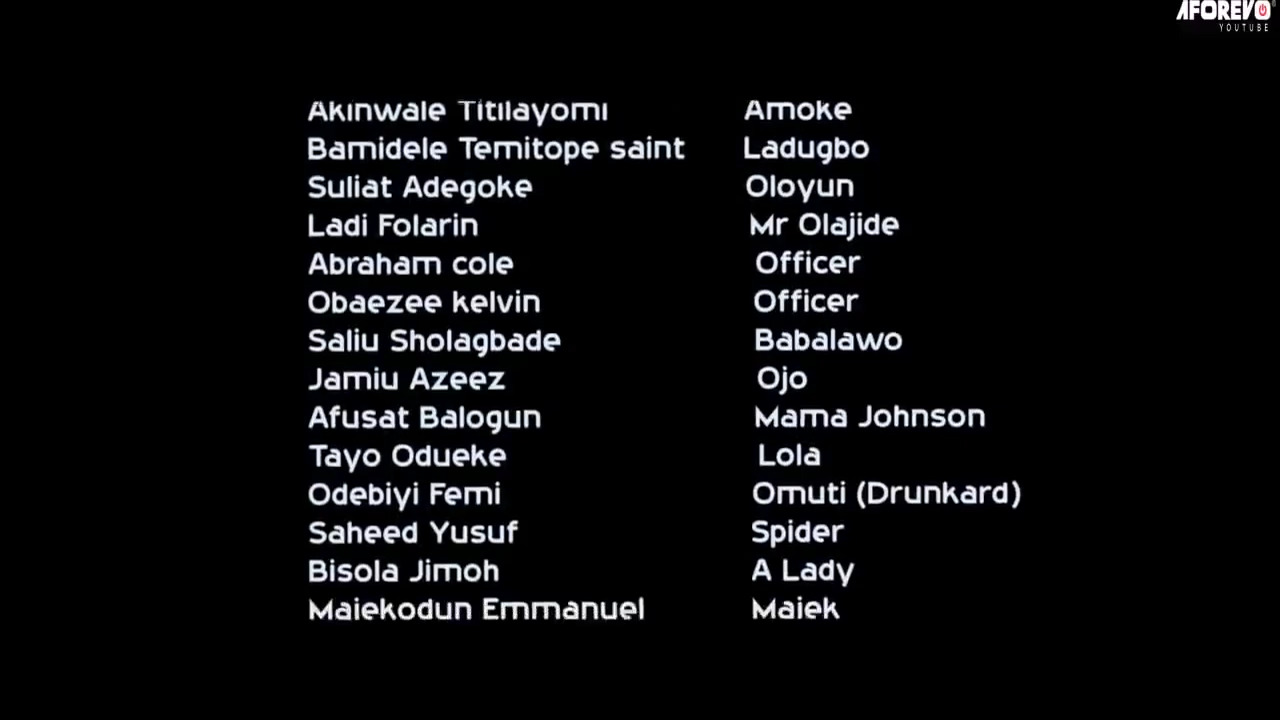 AFOREVO
YOUTUBE
Akinwale Titilayomi Amoke
Bamidele Temitope saint Ladugbo
Suliat Adegoke Oloyun
Ladi Folarin Mr Olajide
Abraham cole Officer
Obaezee kelvin Officer
Saliu Sholagbade Babalawo
Jamiu Azeez Ojo
Afusat Balogun Mama Johnson
Tayo Odueke Lola
Odebiyi Femi Omuti (Drunkard)
Saheed Yusuf Spider
Bisola Jimoh A Lady
Maiekodun Emmanuel Maiek